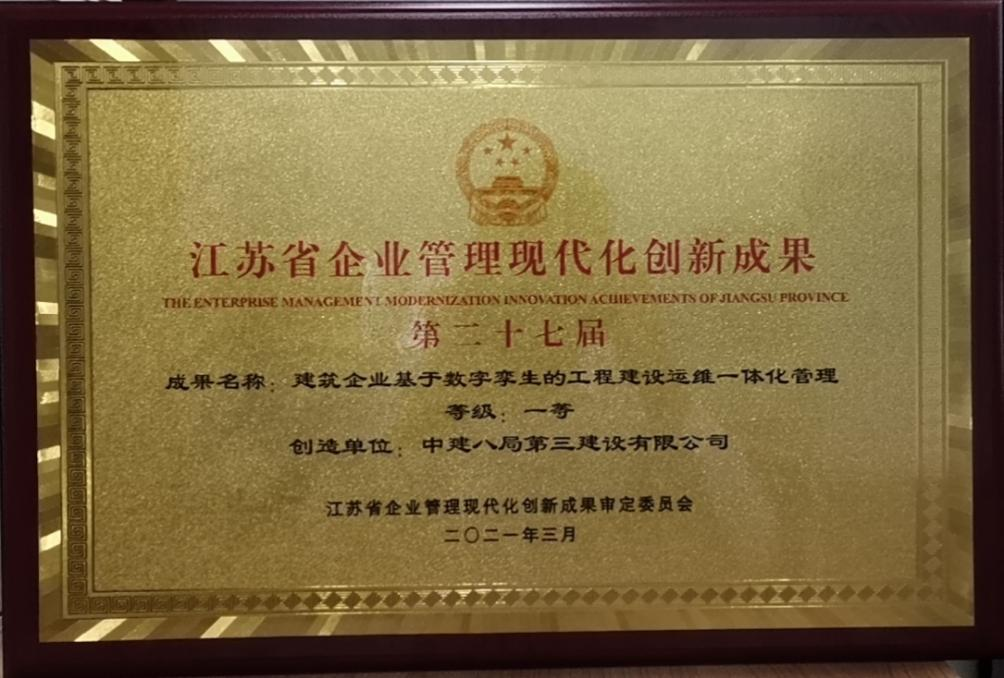 江苏省企业管理现代化创新成果
THE ENTERPRISE MANAGEMENT MODERNIZATION INNOVATION ACHIEVEMENTS OF JIANGSU PROVINCE
第二十七届
成果名称：建筑企业基于数字孪生的工程建设运维一体化管理
等级：一等
创造单位：中建八局第三建设有限公司
江苏省企业管理现代化创新成果审定委员会
二〇二一年三月